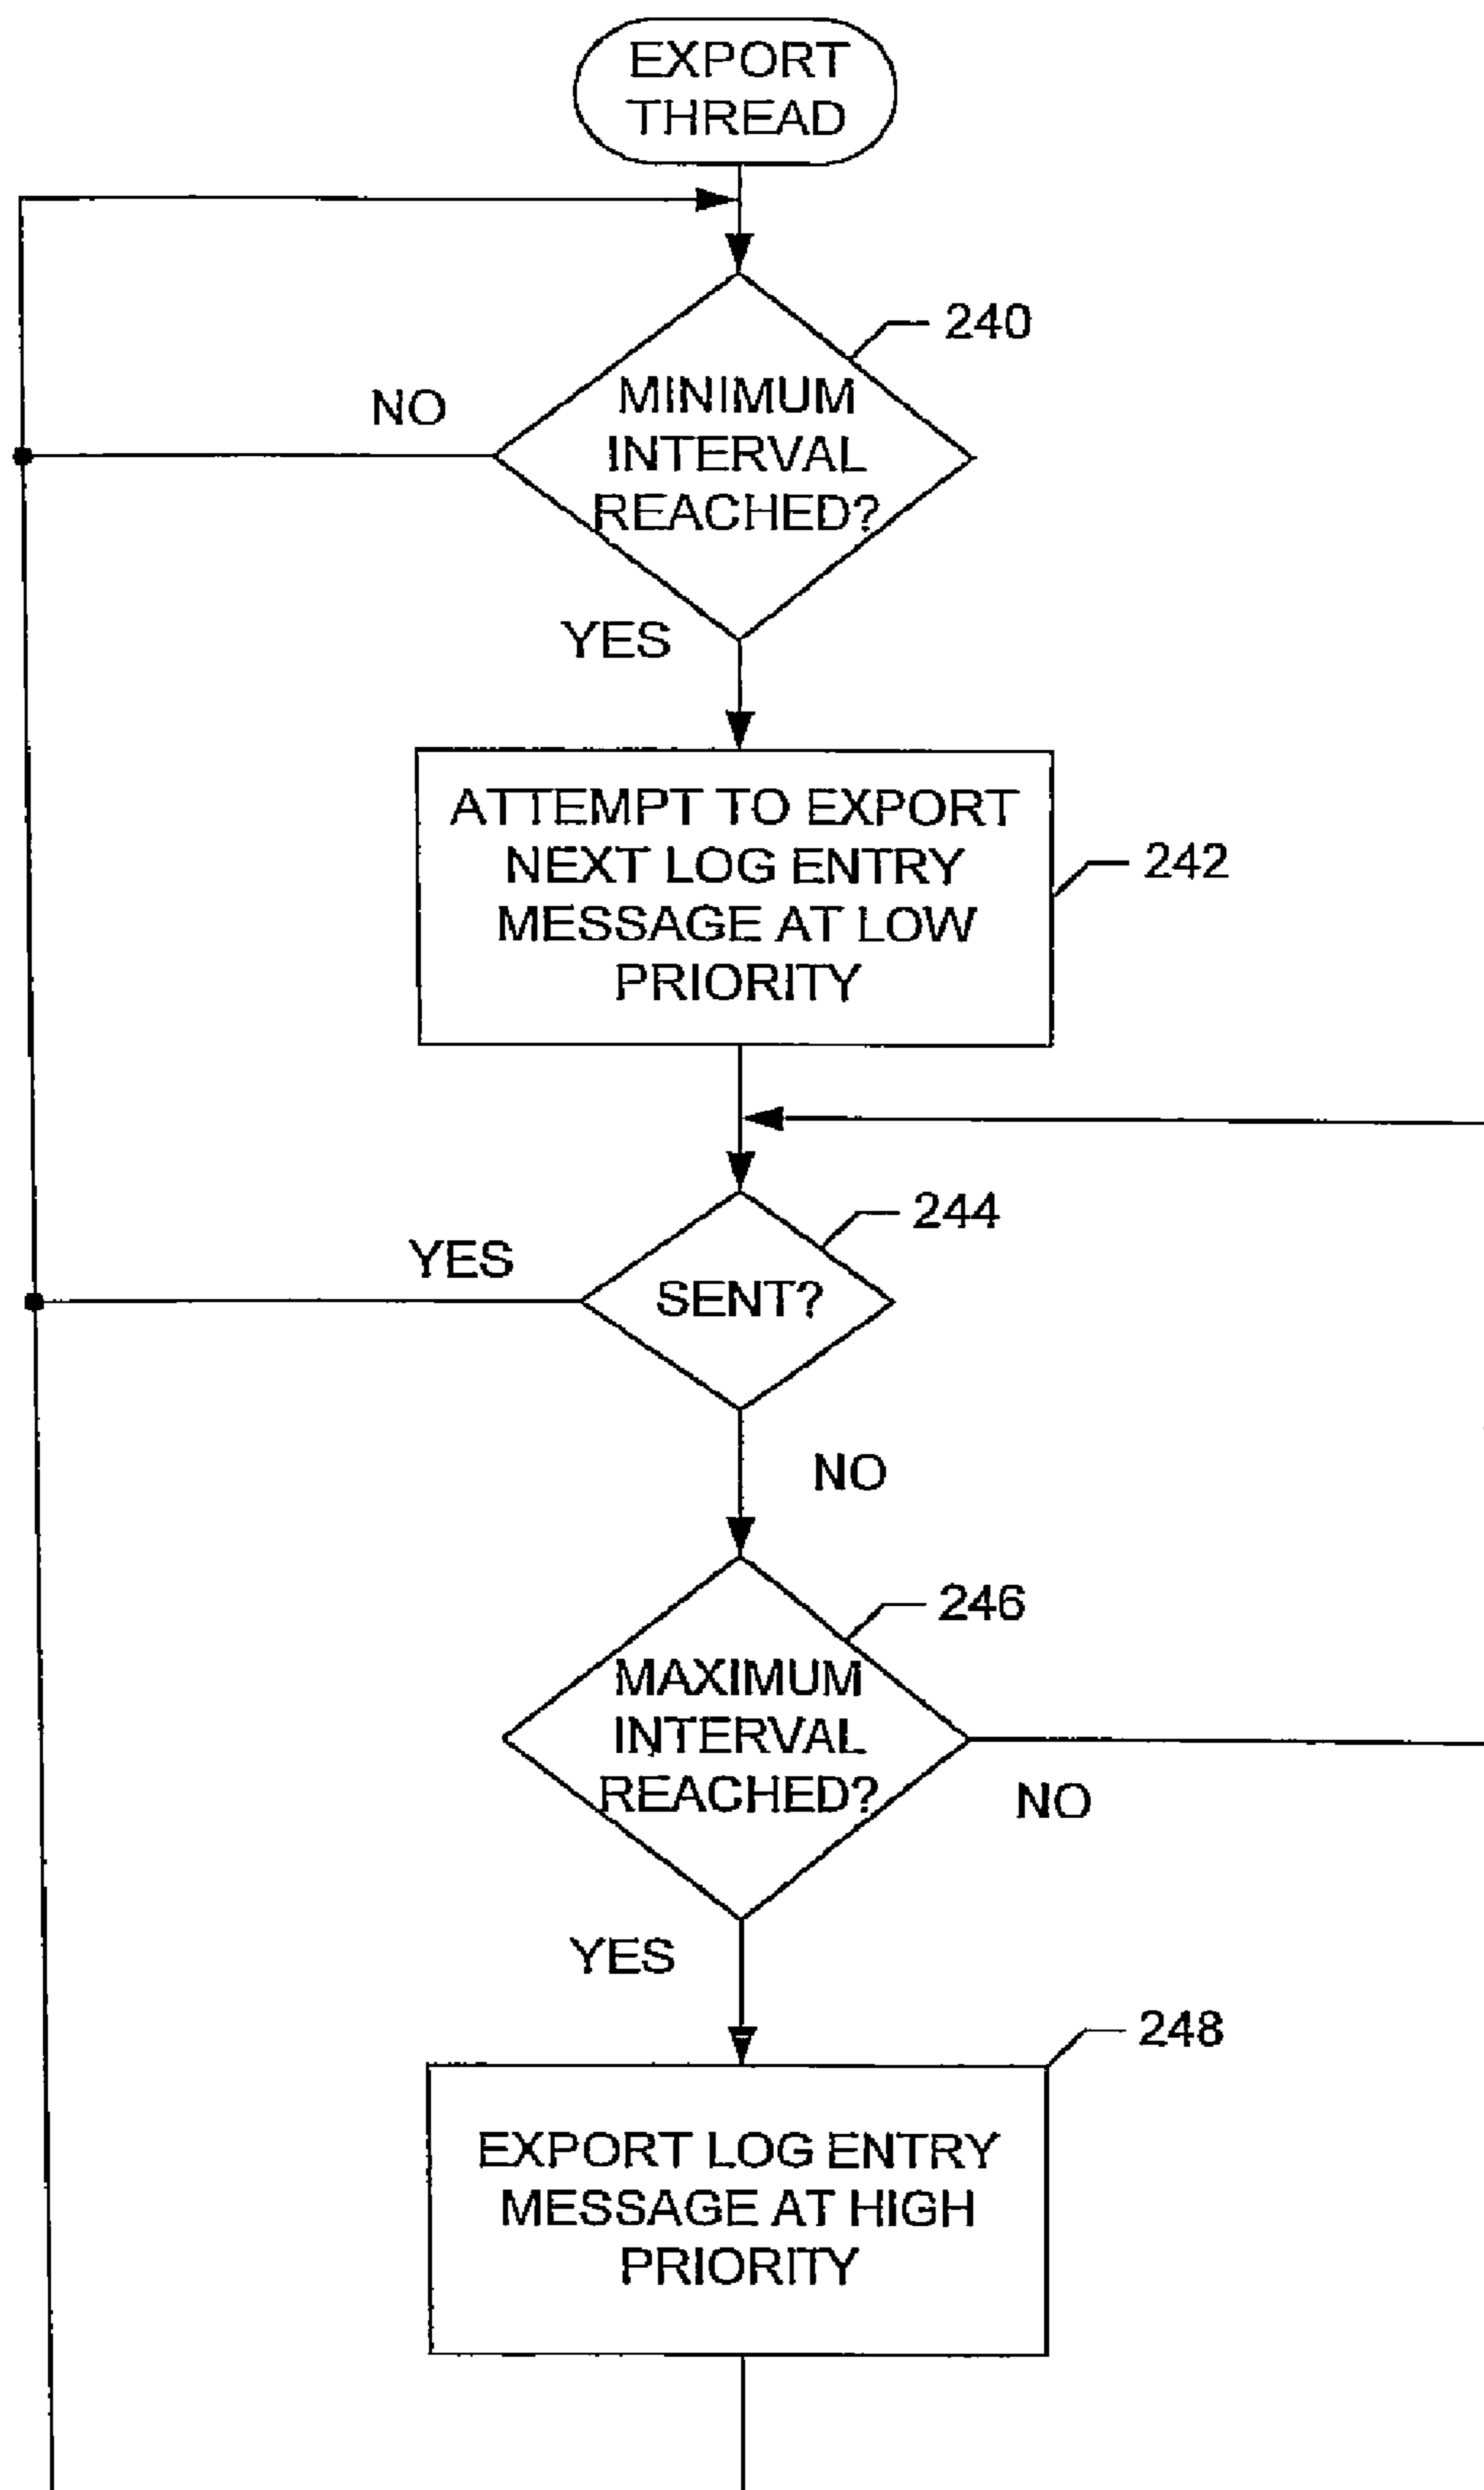 EXPORT
THREAD
240
NO
MINIMUM
INTERVAL
REACHED?
YES
ATTEMPT TO EXPORT
NEXT LOG ENTRY
MESSAGE AT LOW
PRIORITY
242
244
YES
SENT?
NO
246
MAXIMUM
INTERVAL
REACHED?
NO
YES
248
EXPORT LOG ENTRY
MESSAGE AT HIGH
PRIORITY